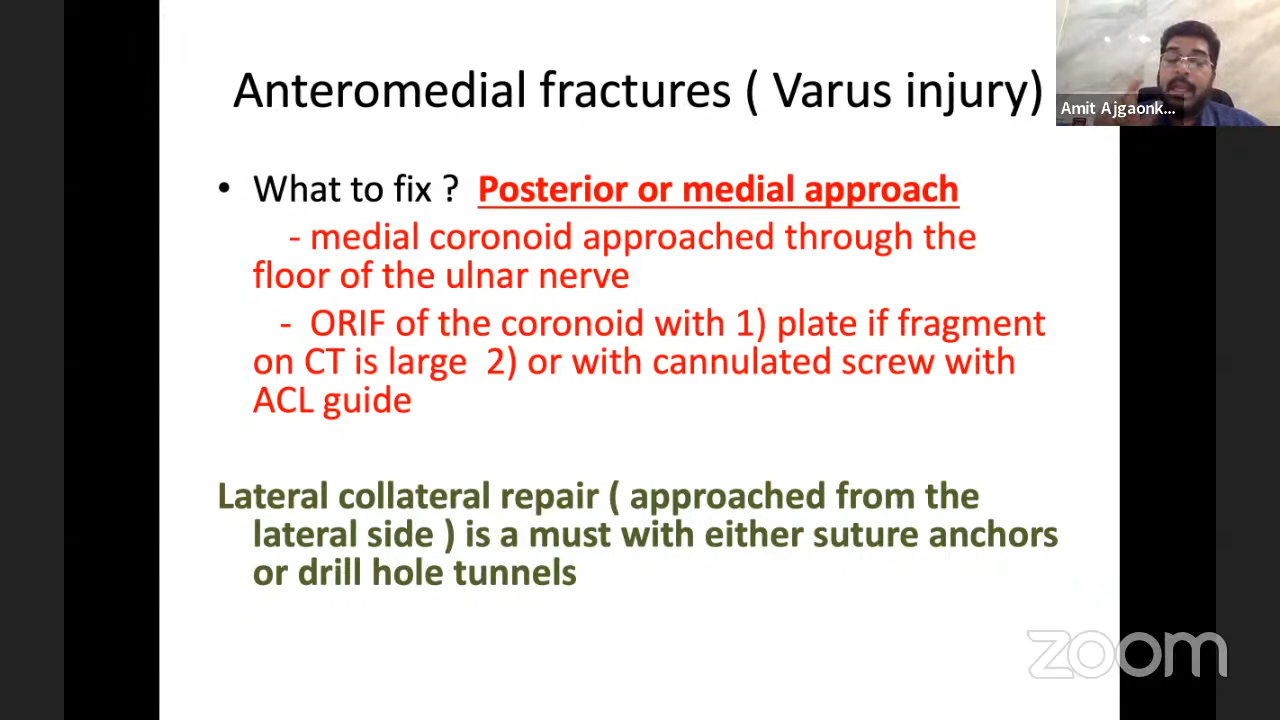 Anteromedial fractures ( Varus injury)
Amit Ajgaonk...
• What to fix ? Posterior or medial approach
- medial coronoid approached through the
floor of the ulnar nerve
- ORIF of the coronoid with 1) plate if fragment
on CT is large 2) or with cannulated screw with
ACL guide
Lateral collateral repair ( approached from the
lateral side ) is a must with either suture anchors
or drill hole tunnels
zoom